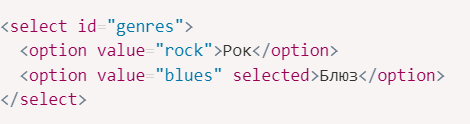 <select id="genres">
  <option value="rock">Рок</option>
  <option value="blues" selected>Блюз</option>
</select>